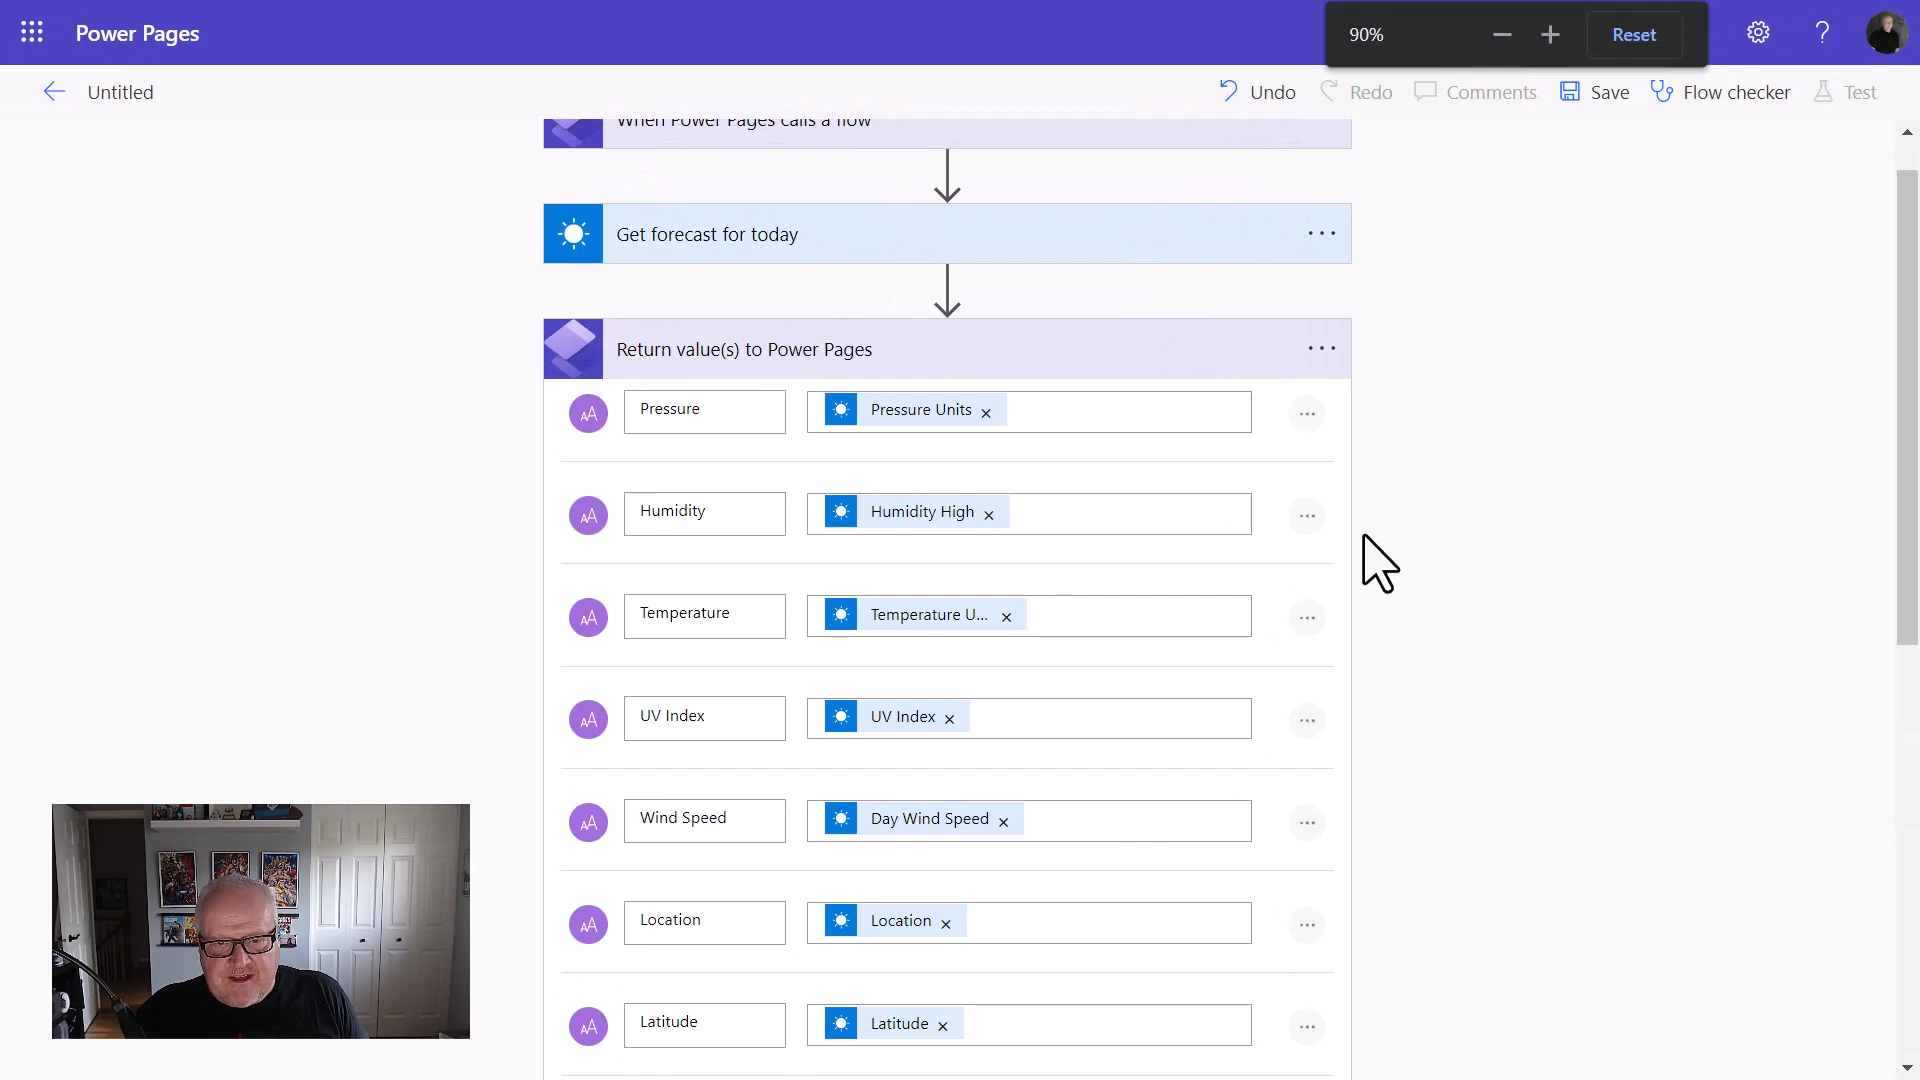 Power Pages
90%
Reset
?
Untitled
Undo
Redo
Comments
Save
Flow checker
Test
When Power Pages calls a flow
Get forecast for today
Return value(s) to Power Pages
Pressure
Pressure Units
Humidity
Humidity High
Temperature
Temperature U...
UV Index
UV Index
Wind Speed
Day Wind Speed
Location
Location
Latitude
Latitude